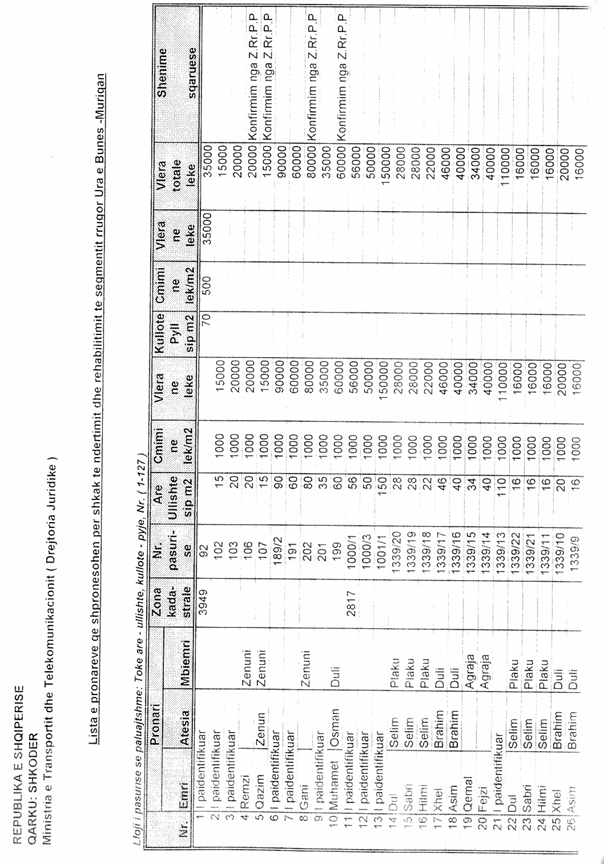 REPUBLIKA E SHQIPERISE
QARKU: SHKODER
Ministria e Transportit dhe Telekomunikacionit ( Drejtoria Juridike )
Lista e pronareve qe shpronesohen per shkak te ndertimit dhe rehabilitimit te segmentit rrugor Ura e Bunes -Muriqan
Lloji i pasurise se paluajtshme: Toke are - ullishte, kullote - pyje, Nr. ( 1-127 )
Pronari Zona Nr. Are Cmimi Vlera Kullote Cmimi Vlera Vlera Shenime
Nr. Emri Atesia Mbiemri kada- pasuri- Ullishte ne ne Pyll ne ne totale
strale se sip m2 lek/m2 leke sip m2 lek/m2 leke leke sqaruese
1 I paidentifikuar 3949 92 70 500 35000 35000
2 I paidentifikuar 102 15 1000 15000 15000
3 I paidentifikuar 103 20 1000 20000 20000
4 Remzi Zenuni 106 20 1000 20000 20000 Konfirmim nga Z.Rr.P.P
5 Qazim Zenun Zenuni 107 15 1000 15000 15000 Konfirmim nga Z.Rr.P.P
6 I paidentifikuar 189/2 90 1000 90000 90000
7 I paidentifikuar 191 60 1000 60000 60000
8 Gani Zenuni 202 80 1000 80000 80000 Konfirmim nga Z.Rr.P.P
9 I paidentifikuar 201 35 1000 35000 35000
10 Muhamet Osman Duli 199 60 1000 60000 60000 Konfirmim nga Z.Rr.P.P
11 I paidentifikuar 2817 1000/1 56 1000 56000 56000
12 I paidentifikuar 1000/3 50 1000 50000 50000
13 I paidentifikuar 1001/1 150 1000 150000 150000
14 Dul Selim Plaku 1339/20 28 1000 28000 28000
15 Sabri Selim Plaku 1339/19 28 1000 28000 28000
16 Hilmi Selim Plaku 1339/18 22 1000 22000 22000
17 Xhel Brahim Duli 1339/17 46 1000 46000 46000
18 Asim Brahim Duli 1339/16 40 1000 40000 40000
19 Qemal Agraja 1339/15 34 1000 34000 34000
20 Fejzi Agraja 1339/14 40 1000 40000 40000
21 I paidentifikuar 1339/13 110 1000 110000 110000
22 Dul Selim Plaku 1339/22 16 1000 16000 16000
23 Sabri Selim Plaku 1339/21 16 1000 16000 16000
24 Hilmi Selim Plaku 1339/11 16 1000 16000 16000
25 Xhel Brahim Duli 1339/10 20 1000 20000 20000
26 Asim Brahim Duli 1339/9 16 1000 16000 16000